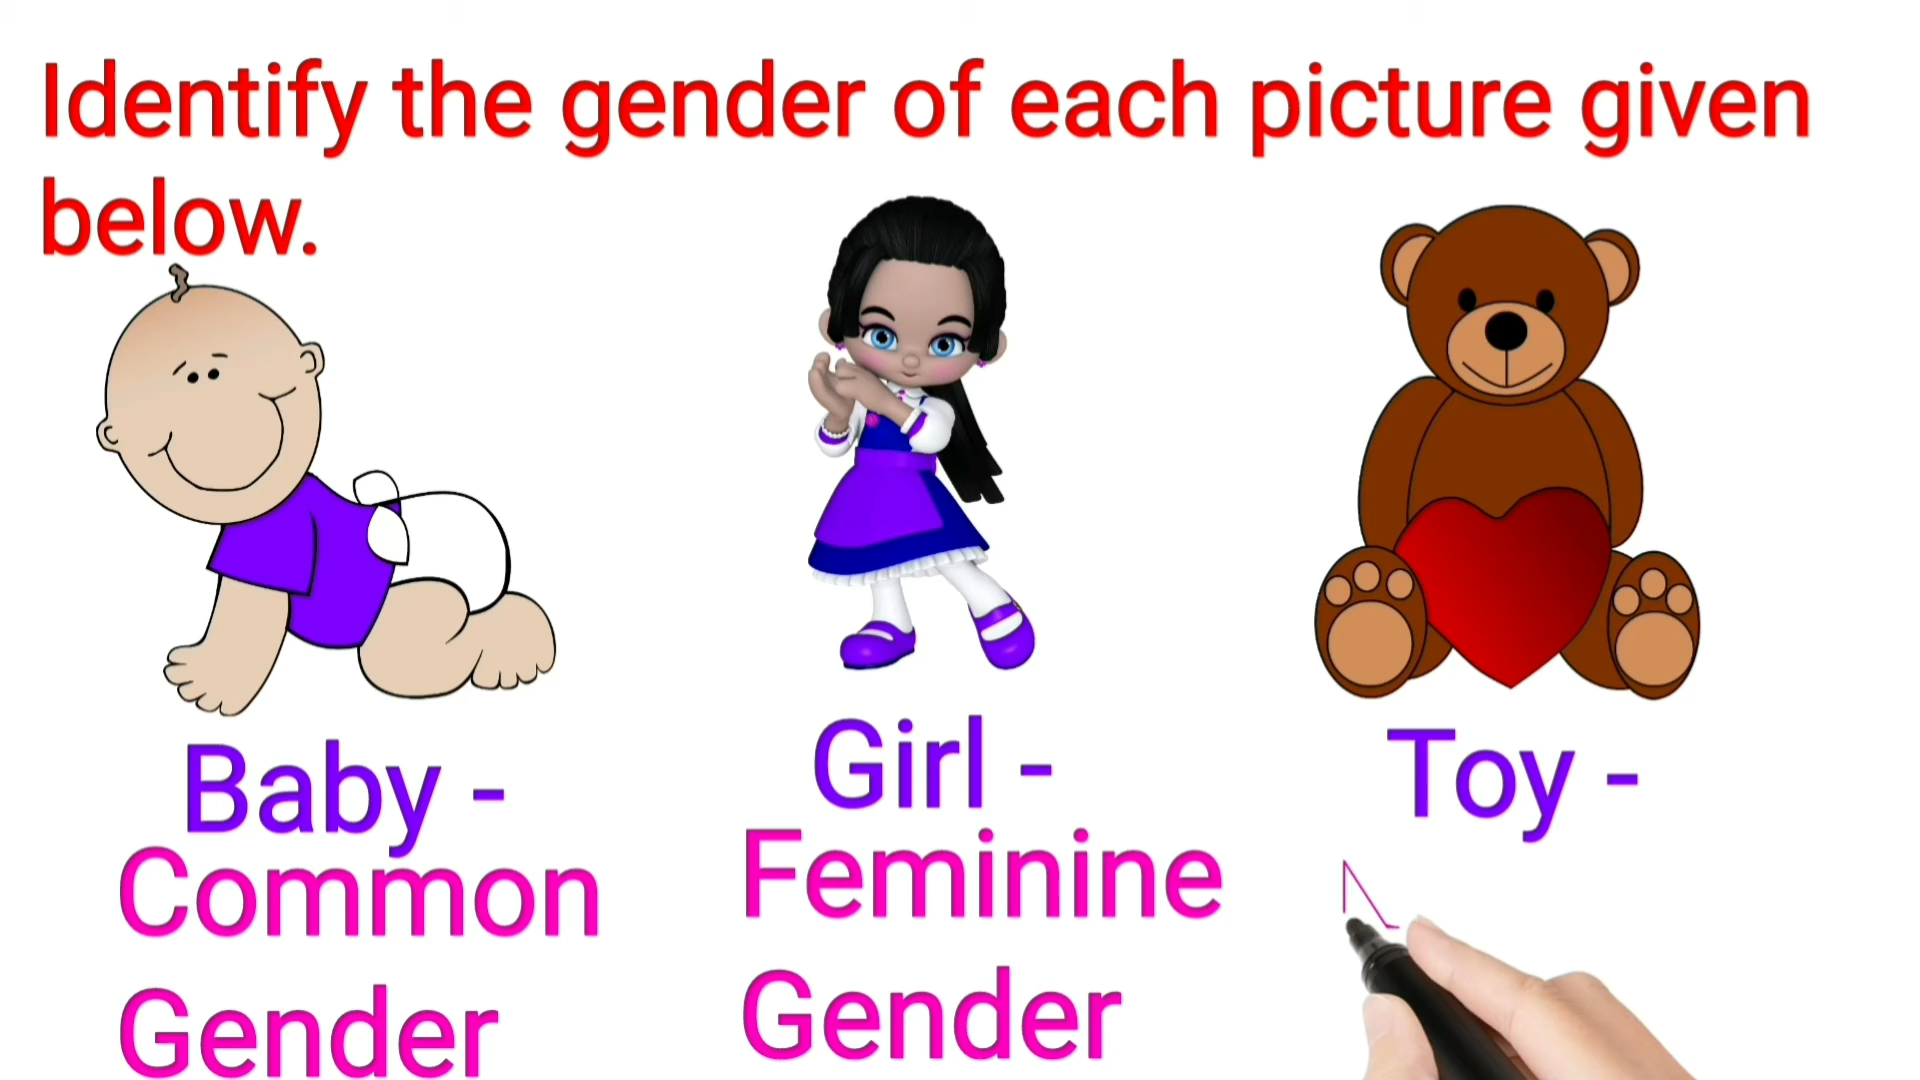 Identify the gender of each picture given
below.
Baby -
Common
Gender
Girl -
Feminine
Gender
Toy -